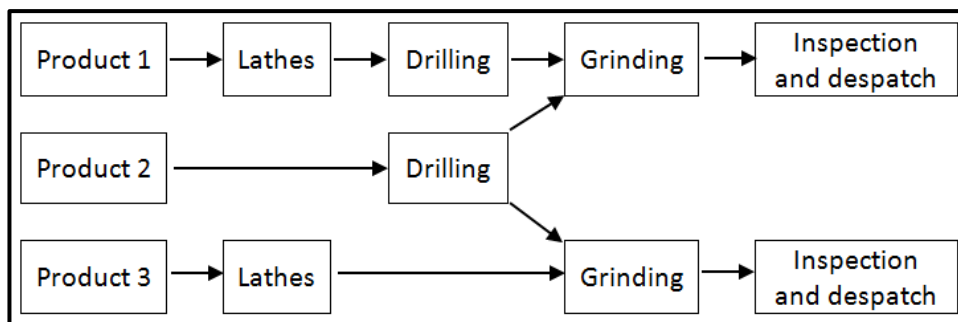 Product 1
Lathes
Drilling
Grinding
Inspection
and despatch
Product 2
Drilling
Product 3
Lathes
Grinding
Inspection
and despatch